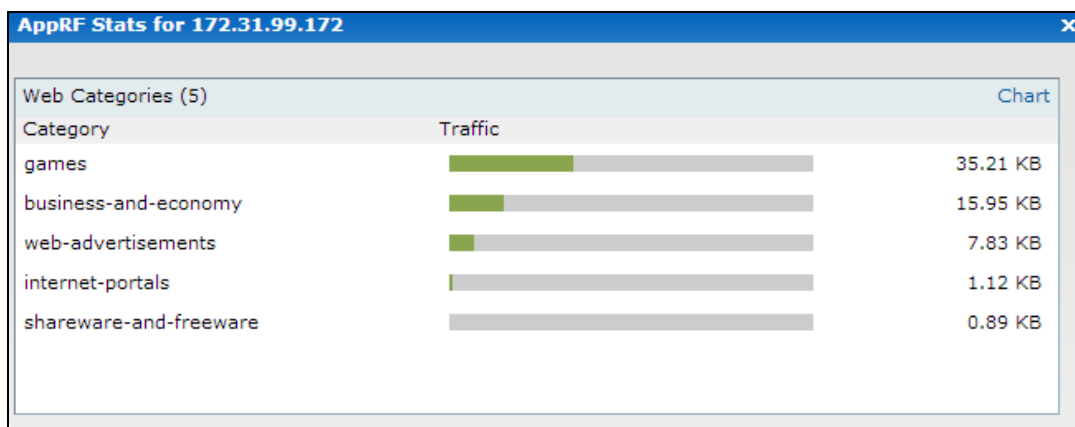 AppRF Stats for 172.31.99.172 x
Web Categories (5) Chart
Category Traffic
games 35.21 KB
business-and-economy 15.95 KB
web-advertisements 7.83 KB
internet-portals 1.12 KB
shareware-and-freeware 0.89 KB